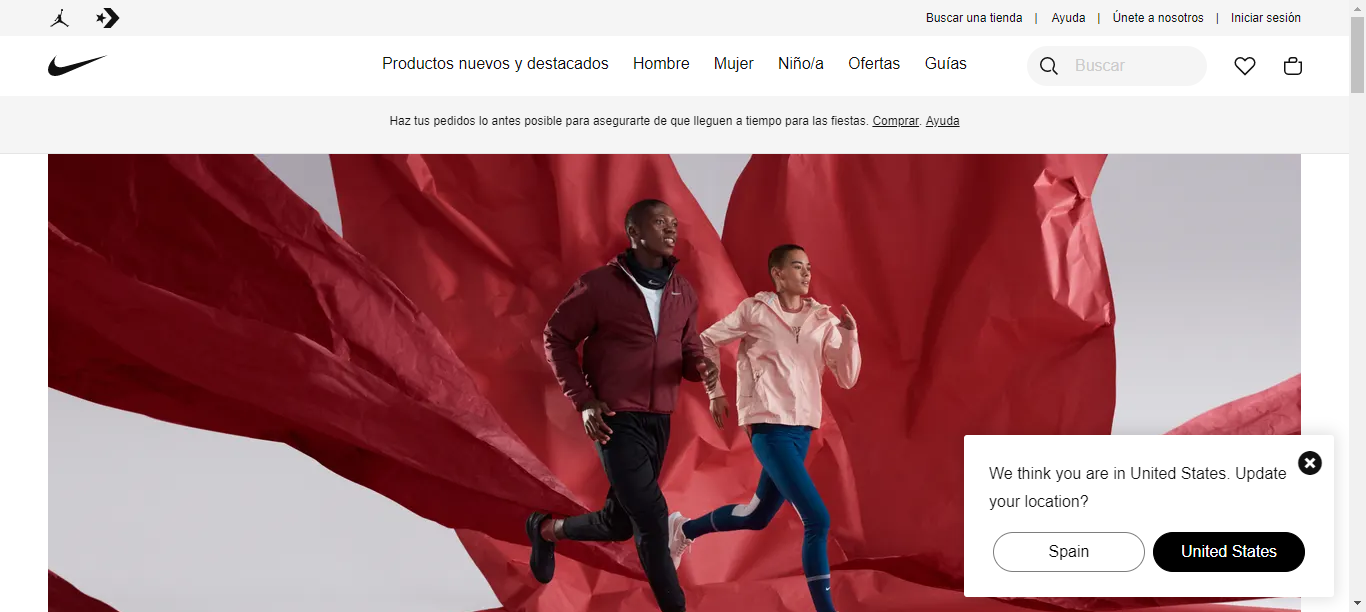 Buscar una tienda | Ayuda | Únete a nosotros | Iniciar sesión
Productos nuevos y destacados Hombre Mujer Niño/a Ofertas Guías Buscar
Haz tus pedidos lo antes posible para asegurarte de que lleguen a tiempo para las fiestas. Comprar. Ayuda
We think you are in United States. Update
your location?
Spain United States